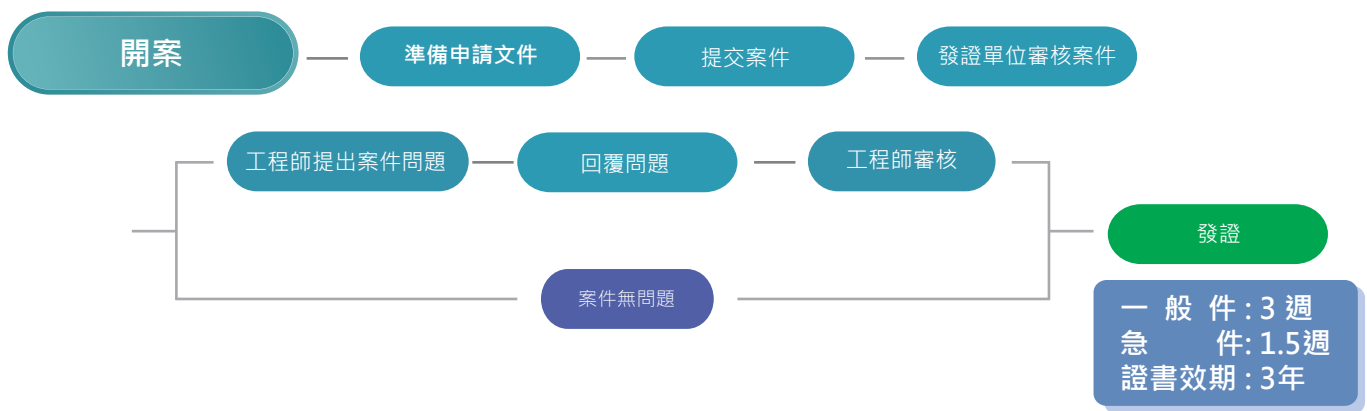 開案
準備申請文件
提交案件
發證單位審核案件
工程師提出案件問題
回覆問題
工程師審核
發證
案件無問題
一 般 件 : 3 週
急 件: 1.5週
證書效期 : 3年